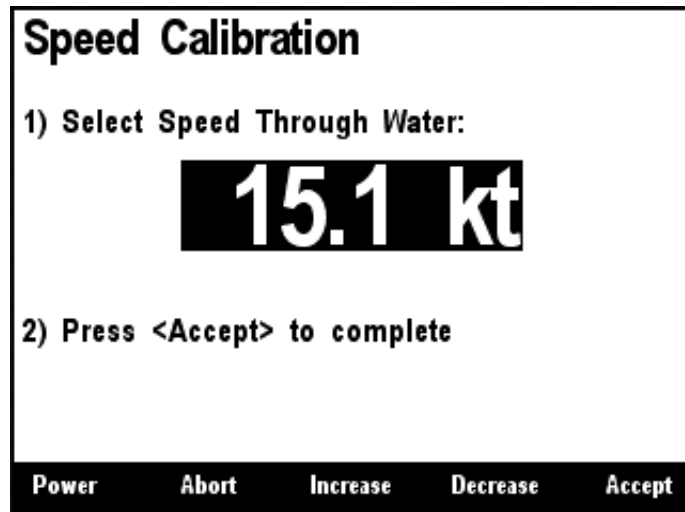 Speed Calibration
1) Select Speed Through Water:
15.1 kt
2) Press <Accept> to complete
Power Abort Increase Decrease Accept